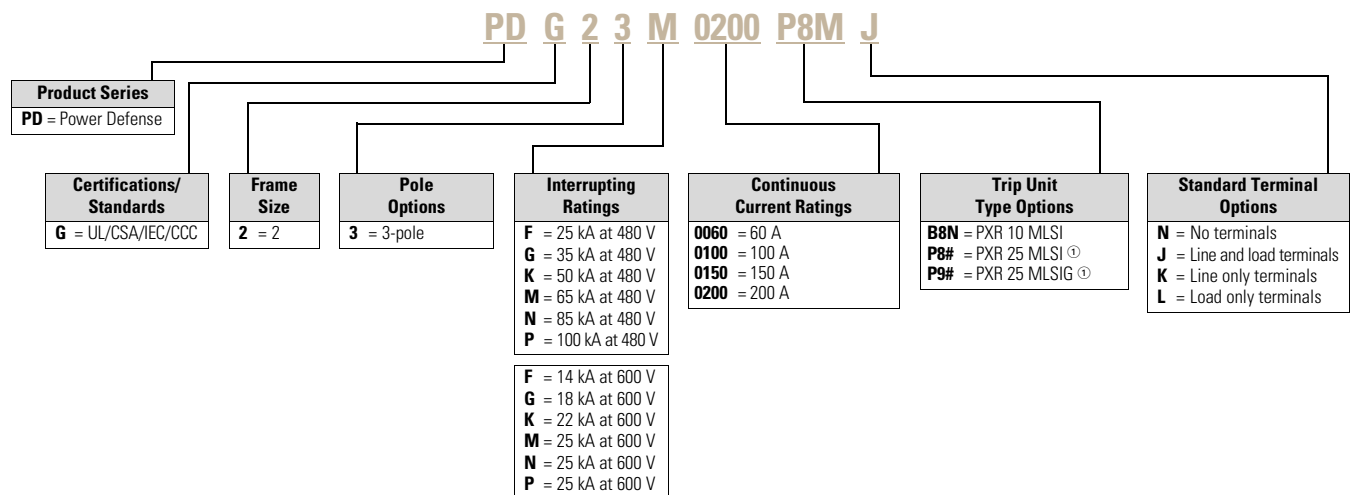 PD G 2 3 M 0200 P8M J
Product Series
PD = Power Defense
Certifications/
Standards
G = UL/CSA/IEC/CCC
Frame
Size
2 = 2
Pole
Options
3 = 3-pole
Interrupting
Ratings
F = 25 kA at 480 V
G = 35 kA at 480 V
K = 50 kA at 480 V
M = 65 kA at 480 V
N = 85 kA at 480 V
P = 100 kA at 480 V
F = 14 kA at 600 V
G = 18 kA at 600 V
K = 22 kA at 600 V
M = 25 kA at 600 V
N = 25 kA at 600 V
P = 25 kA at 600 V
Continuous
Current Ratings
0060 = 60 A
0100 = 100 A
0150 = 150 A
0200 = 200 A
Trip Unit
Type Options
B8N = PXR 10 MLSI
P8# = PXR 25 MLSI ①
P9# = PXR 25 MLSIG ①
Standard Terminal
Options
N = No terminals
J = Line and load terminals
K = Line only terminals
L = Load only terminals